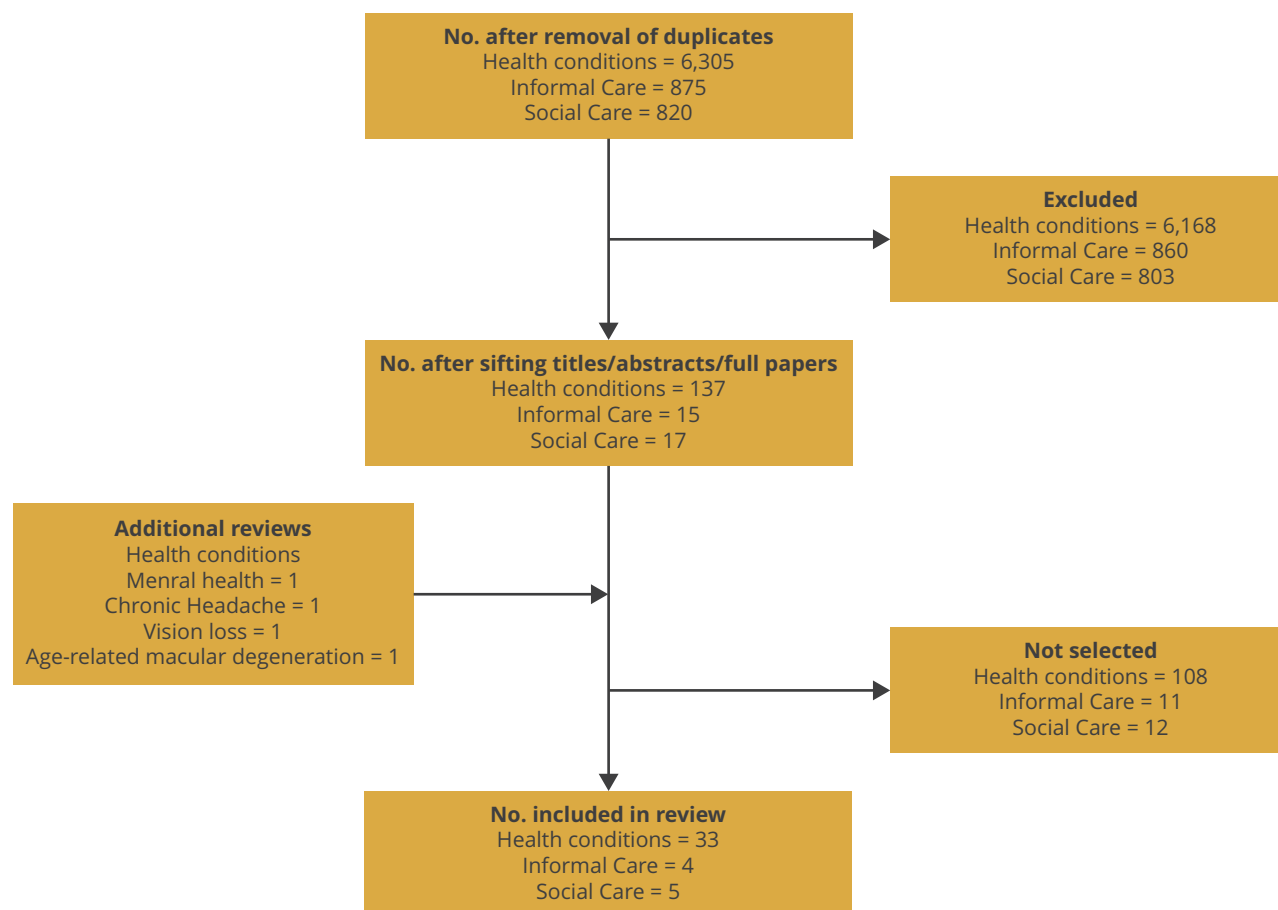 No. after removal of duplicates
Health conditions = 6,305
Informal Care = 875
Social Care = 820
Excluded
Health conditions = 6,168
Informal Care = 860
Social Care = 803
No. after sifting titles/abstracts/full papers
Health conditions = 137
Informal Care = 15
Social Care = 17
Additional reviews
Health conditions
Menral health = 1
Chronic Headache = 1
Vision loss = 1
Age-related macular degeneration = 1
Not selected
Health conditions = 108
Informal Care = 11
Social Care = 12
No. included in review
Health conditions = 33
Informal Care = 4
Social Care = 5